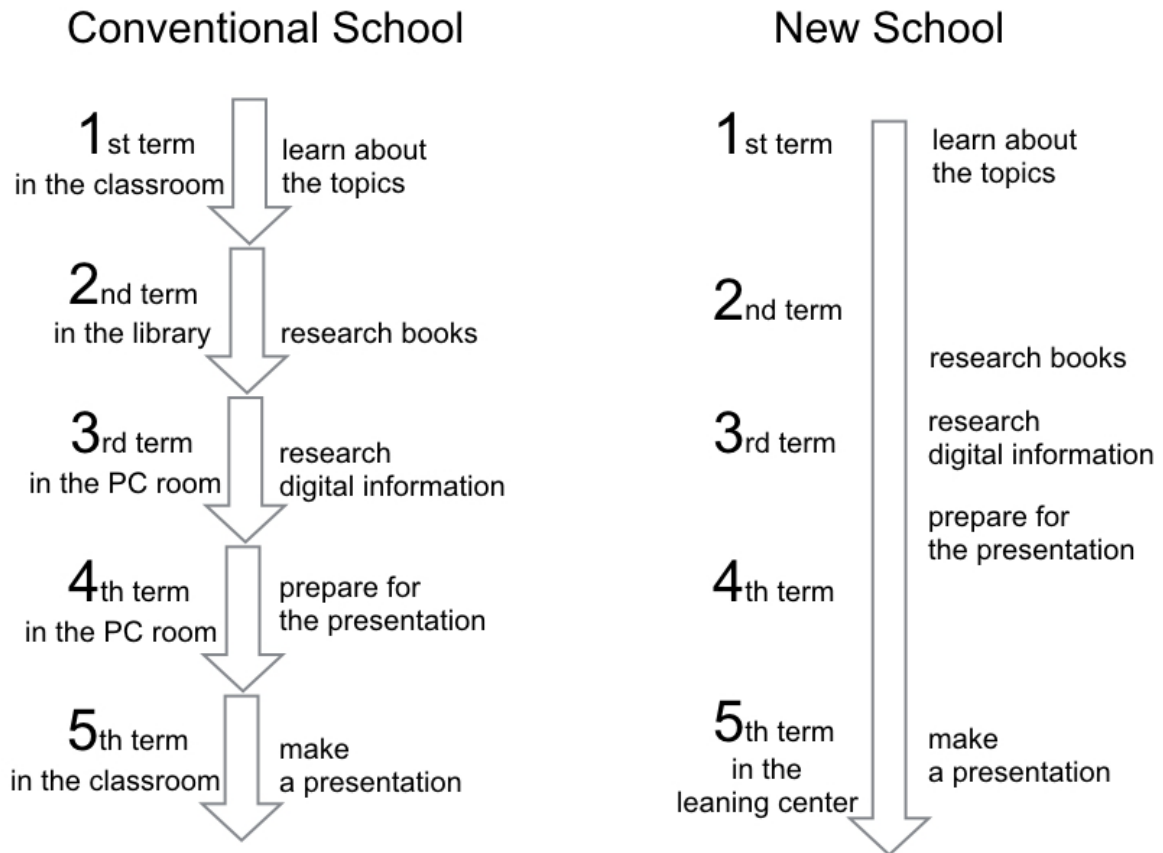 Conventional School
1st term
in the classroom
learn about
the topics
2nd term
in the library
research books
3rd term
in the PC room
research
digital information
4th term
in the PC room
prepare for
the presentation
5th term
in the classroom
make
a presentation
New School
1st term
learn about
the topics
2nd term
research books
3rd term
research
digital information
prepare for
the presentation
4th term
5th term
in the
leaning center
make
a presentation